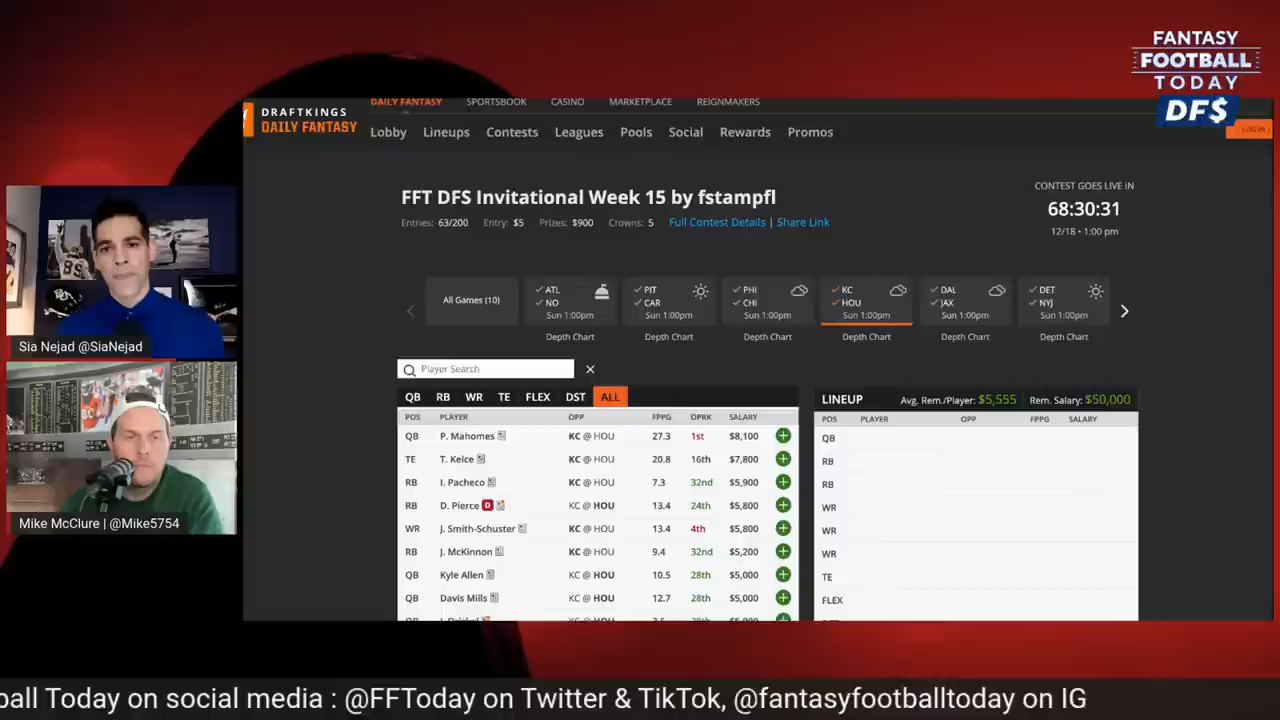 FANTASY
FOOTBALL
TODAY
DF$
DRAFTKINGS
DAILY FANTASY
DAILY FANTASY SPORTSBOOK CASINO MARKETPLACE REIGNMAKERS
Lobby Lineups Contests Leagues Pools Social Rewards Promos
LOG IN
FFT DFS Invitational Week 15 by fstampfl
Entries: 63/200 Entry: $5 Prizes: $900 Crowns: 5 Full Contest Details | Share Link
CONTEST GOES LIVE IN
68:30:31
12/18 • 1:00 pm
All Games (10)
ATL
NO
Sun 1:00pm
Depth Chart
PIT
CAR
Sun 1:00pm
Depth Chart
PHI
CHI
Sun 1:00pm
Depth Chart
KC
HOU
Sun 1:00pm
Depth Chart
DAL
JAX
Sun 1:00pm
Depth Chart
DET
NYJ
Sun 1:00pm
Depth Chart
Player Search
QB RB WR TE FLEX DST ALL
POS PLAYER OPP FPPG OPRK SALARY
QB P. Mahomes KC @ HOU 27.3 1st $8,100
TE T. Kelce KC @ HOU 20.8 16th $7,800
RB I. Pacheco KC @ HOU 7.3 32nd $5,900
RB D. Pierce D KC @ HOU 13.4 24th $5,800
WR J. Smith-Schuster KC @ HOU 13.4 4th $5,800
RB J. McKinnon KC @ HOU 9.4 32nd $5,200
QB Kyle Allen KC @ HOU 10.5 28th $5,000
QB Davis Mills KC @ HOU 12.7 28th $5,000
LINEUP Avg. Rem./Player: $5,555 Rem. Salary: $50,000
POS PLAYER OPP FPPG SALARY
QB
RB
RB
WR
WR
WR
TE
FLEX
89
Sia Nejad @SiaNejad
Mike McClure | @Mike5754
ball Today on social media : @FFToday on Twitter & TikTok, @fantasyfootballtoday on IG